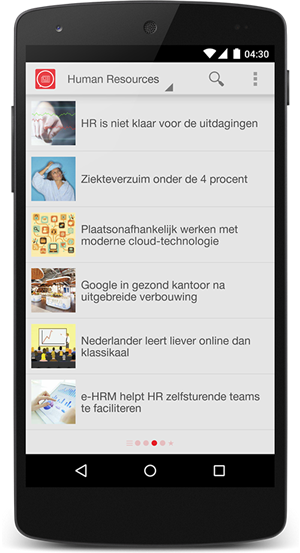 04:30
Human Resources
HR is niet klaar voor de uitdagingen
Ziekteverzuim onder de 4 procent
Plaatsonafhankelijk werken met
moderne cloud-technologie
Google in gezond kantoor na
uitgebreide verbouwing
Nederlander leert liever online dan
klassikaal
e-HRM helpt HR zelfsturende teams
te faciliteren